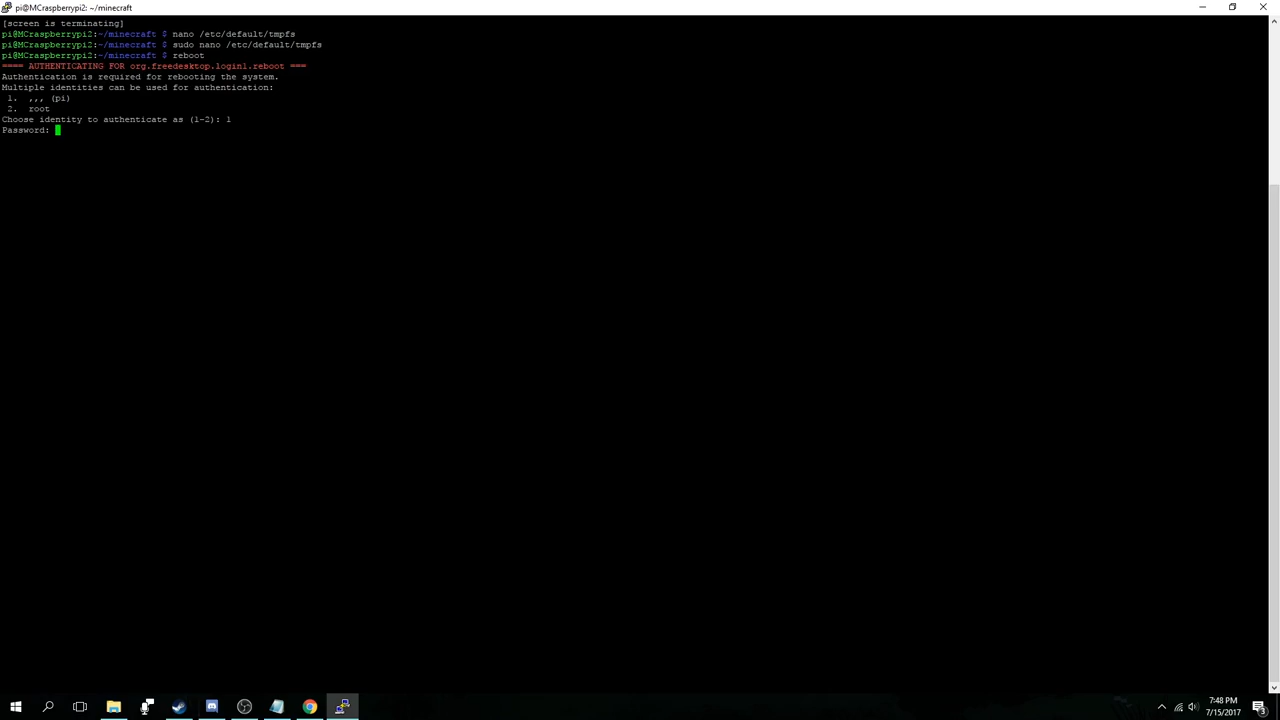 pi@MCraspberrypi2: ~/minecraft
[screen is terminating]
pi@MCraspberrypi2:~/minecraft $ nano /etc/default/tmpfs
pi@MCraspberrypi2:~/minecraft $ sudo nano /etc/default/tmpfs
pi@MCraspberrypi2:~/minecraft $ reboot
==== AUTHENTICATING FOR org.freedesktop.login1.reboot ===
Authentication is required for rebooting the system.
Multiple identities can be used for authentication:
1.  ,,, (pi)
2.  root
Choose identity to authenticate as (1-2): 1
Password:
7:48 PM
7/15/2017
3